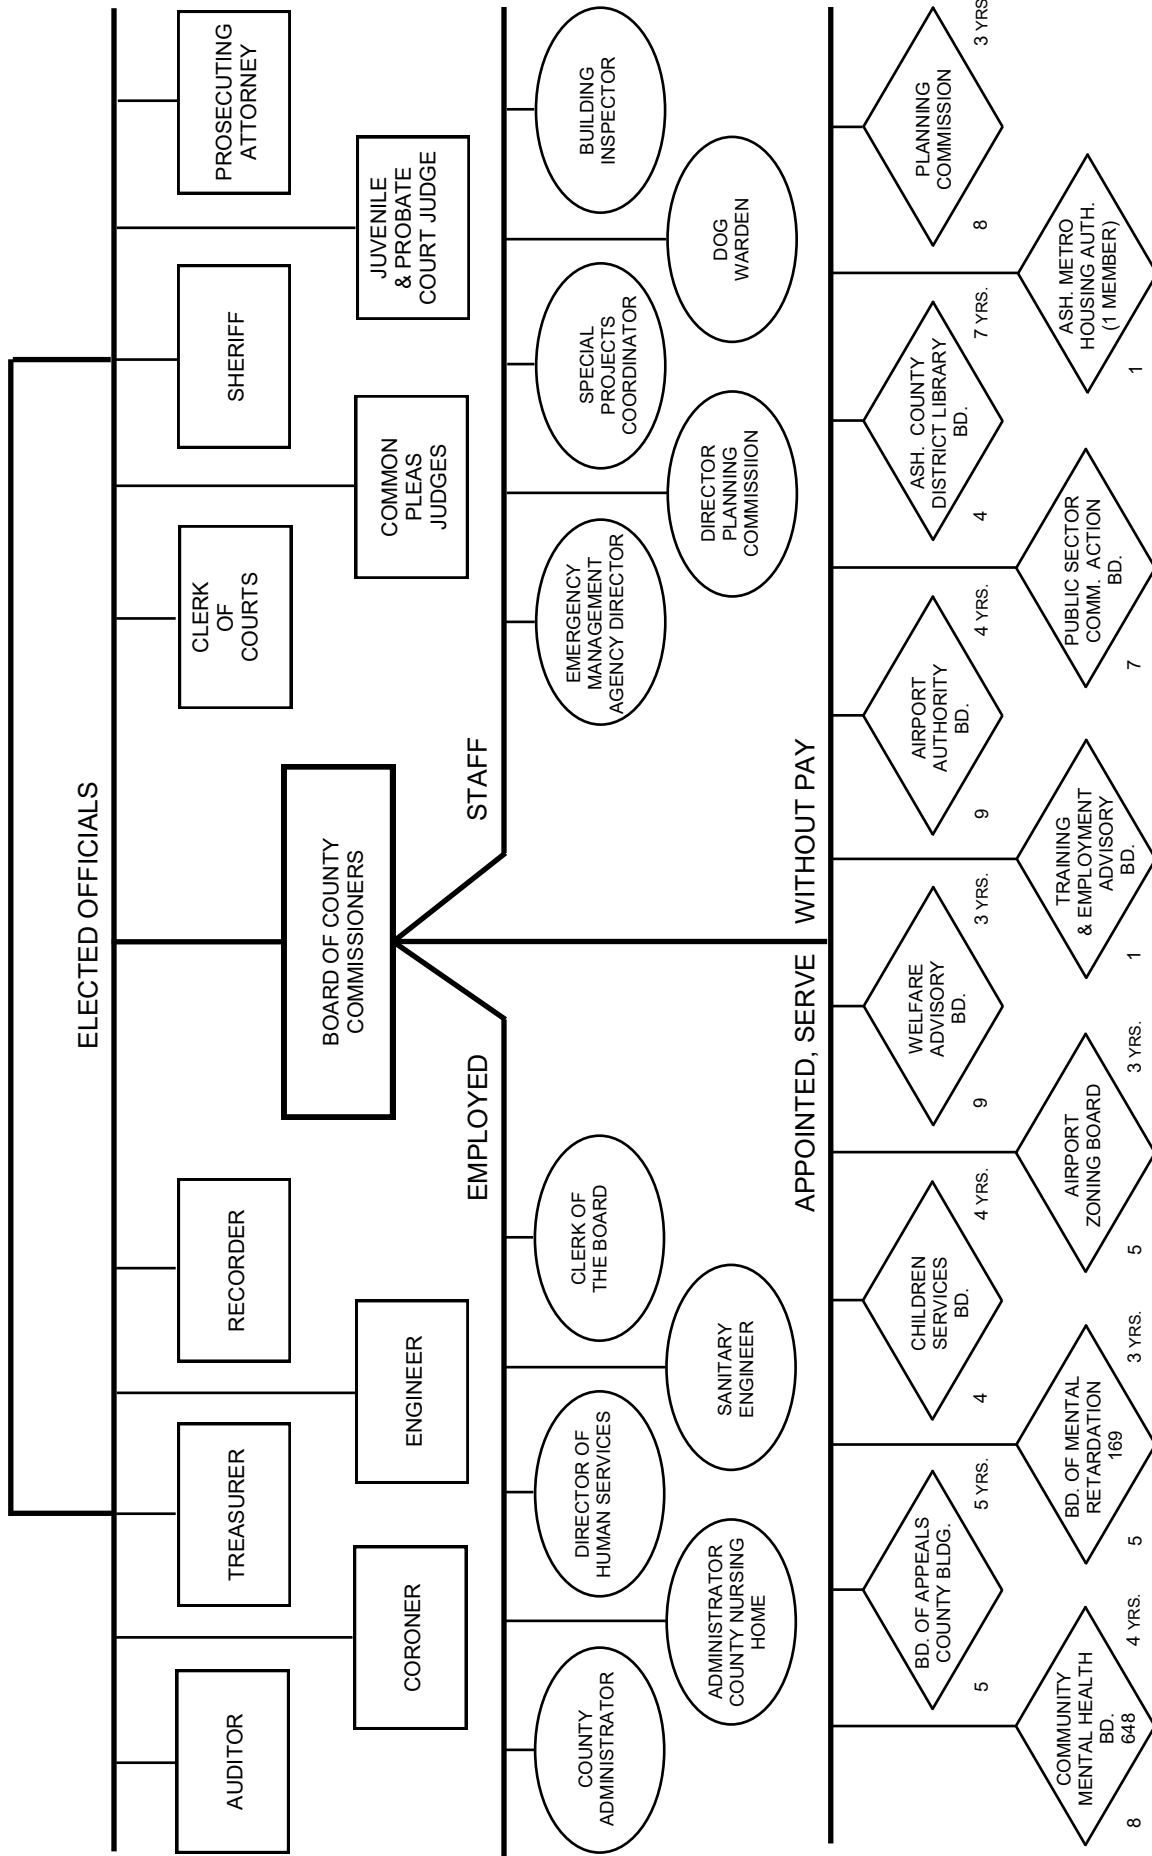 ELECTED OFFICIALS
AUDITOR
CORONER
TREASURER
ENGINEER
RECORDER
BOARD OF COUNTY
COMMISSIONERS
CLERK
OF
COURTS
COMMON
PLEAS
JUDGES
SHERIFF
JUVENILE
& PROBATE
COURT JUDGE
PROSECUTING
ATTORNEY
EMPLOYED
STAFF
COUNTY
ADMINISTRATOR
ADMINISTRATOR
COUNTY NURSING
HOME
DIRECTOR OF
HUMAN SERVICES
SANITARY
ENGINEER
CLERK OF
THE BOARD
EMERGENCY
MANAGEMENT
AGENCY DIRECTOR
DIRECTOR
PLANNING
COMMISSION
SPECIAL
PROJECTS
COORDINATOR
DOG
WARDEN
BUILDING
INSPECTOR
APPOINTED, SERVE WITHOUT PAY
COMMUNITY
MENTAL HEALTH
BD.
648
8
4 YRS.
BD. OF APPEALS
COUNTY BLDG.
5
5 YRS.
BD. OF MENTAL
RETARDATION
169
5
3 YRS.
CHILDREN
SERVICES
BD.
4
4 YRS.
AIRPORT
ZONING BOARD
5
3 YRS.
WELFARE
ADVISORY
BD.
9
3 YRS.
TRAINING
& EMPLOYMENT
ADVISORY
BD.
1
AIRPORT
AUTHORITY
BD.
9
4 YRS.
PUBLIC SECTOR
COMM. ACTION
BD.
7
ASH. COUNTY
DISTRICT LIBRARY
BD.
4
7 YRS.
ASH. METRO
HOUSING AUTH.
(1 MEMBER)
1
PLANNING
COMMISSION
8
3 YRS